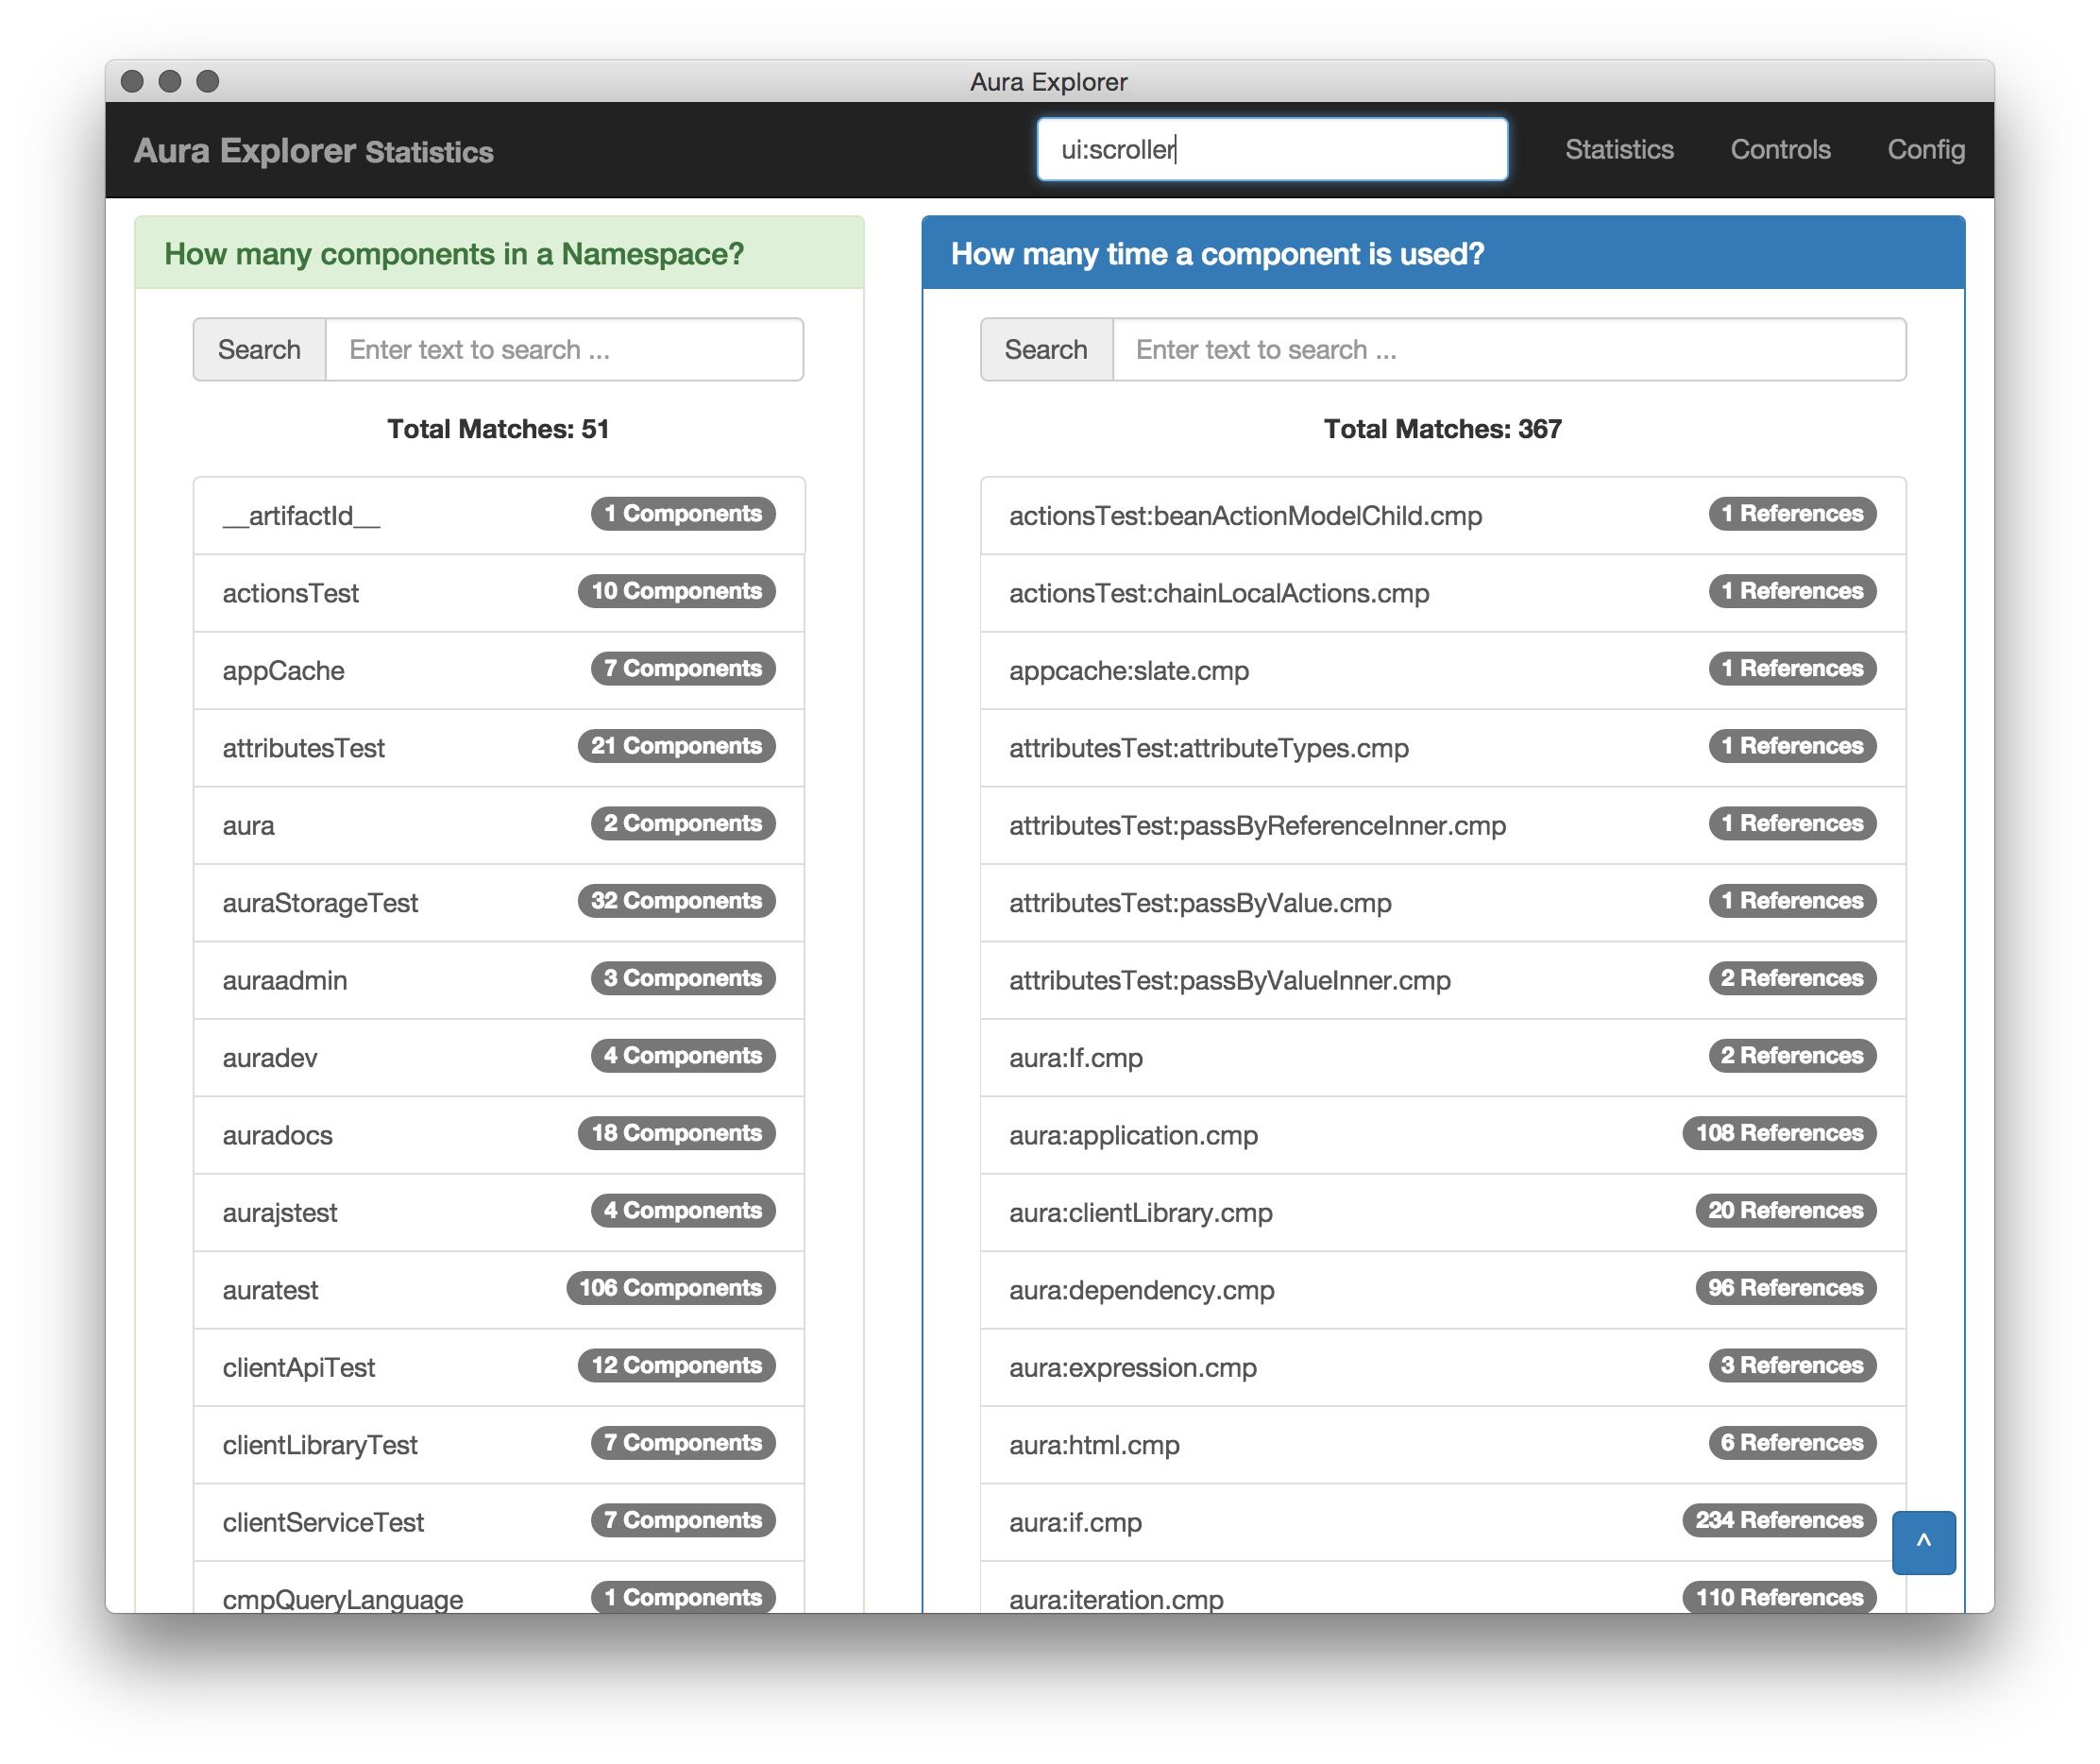 Aura Explorer
Aura Explorer Statistics
ui:scroller
Statistics
Controls
Config
How many components in a Namespace?
Search
Enter text to search ...
Total Matches: 51
__artifactId__ 1 Components
actionsTest 10 Components
appCache 7 Components
attributesTest 21 Components
aura 2 Components
auraStorageTest 32 Components
auraadmin 3 Components
auradev 4 Components
auradocs 18 Components
aurajstest 4 Components
auratest 106 Components
clientApiTest 12 Components
clientLibraryTest 7 Components
clientServiceTest 7 Components
cmpQueryLanguage 1 Components
How many time a component is used?
Search
Enter text to search ...
Total Matches: 367
actionsTest:beanActionModelChild.cmp 1 References
actionsTest:chainLocalActions.cmp 1 References
appcache:slate.cmp 1 References
attributesTest:attributeTypes.cmp 1 References
attributesTest:passByReferenceInner.cmp 1 References
attributesTest:passByValue.cmp 1 References
attributesTest:passByValueInner.cmp 2 References
aura:If.cmp 2 References
aura:application.cmp 108 References
aura:clientLibrary.cmp 20 References
aura:dependency.cmp 96 References
aura:expression.cmp 3 References
aura:html.cmp 6 References
aura:if.cmp 234 References
aura:iteration.cmp 110 References
^